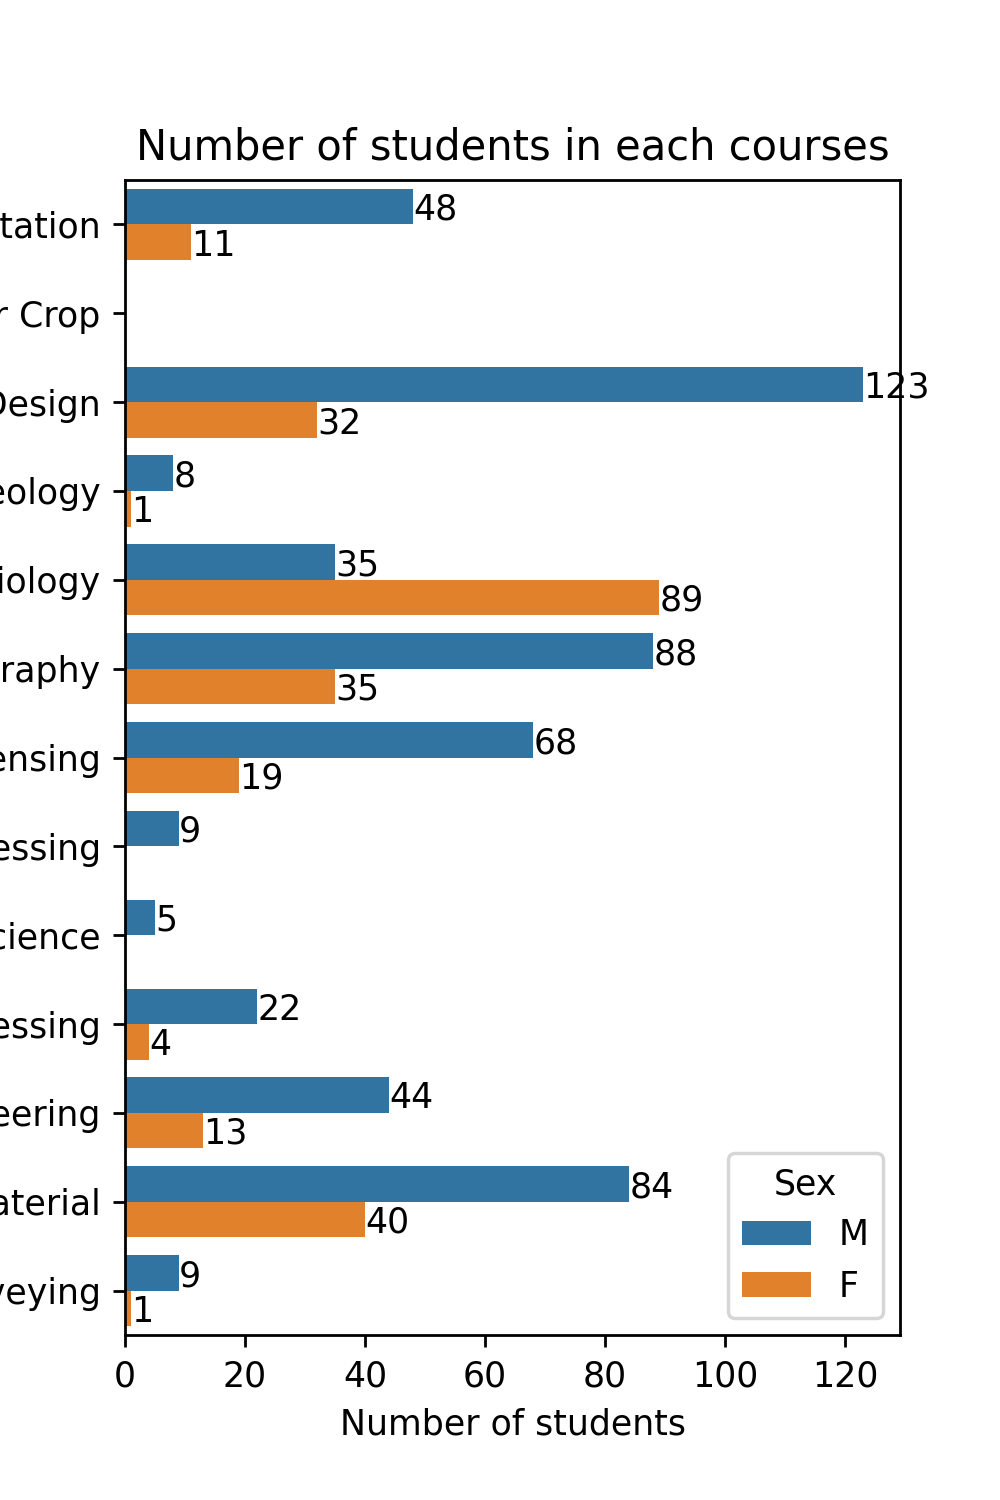 Number of students in each courses
tation
48
11
r Crop
Design
123
32
eology
8
1
iology
35
89
raphy
88
35
ensing
68
19
essing
9
cience
5
essing
22
4
eering
44
13
aterial
84
40
veying
9
1
Sex
M
F
0 20 40 60 80 100 120
Number of students